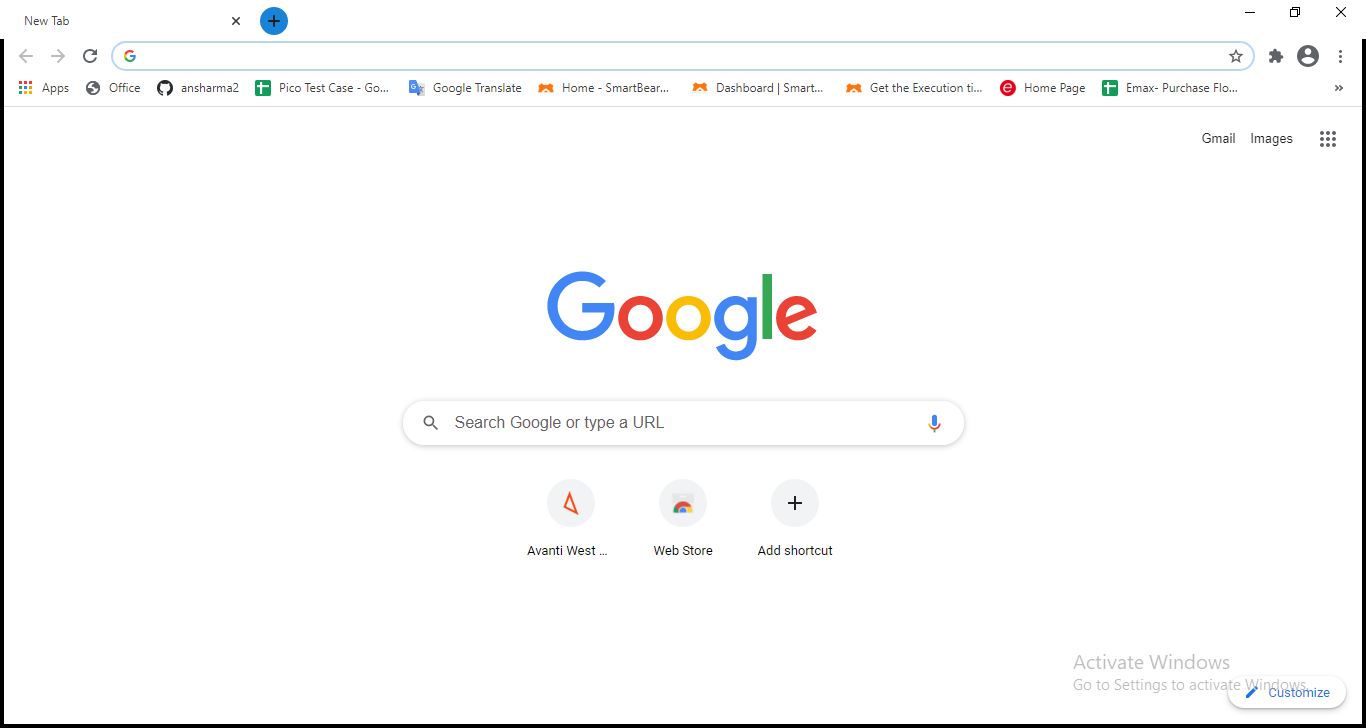 New Tab
Apps Office ansharma2 Pico Test Case - Go... Google Translate Home - SmartBear... Dashboard | Smart... Get the Execution ti... Home Page Emax- Purchase Flo... »
Gmail Images
Google
Search Google or type a URL
Avanti West ... Web Store Add shortcut
Activate Windows
Go to Settings to activate Windows.
Customize